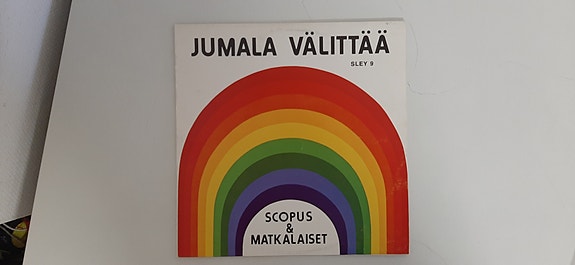 JUMALA VÄLITTÄÄ
SLEY 9
SCOPUS
&
MATKALAISET